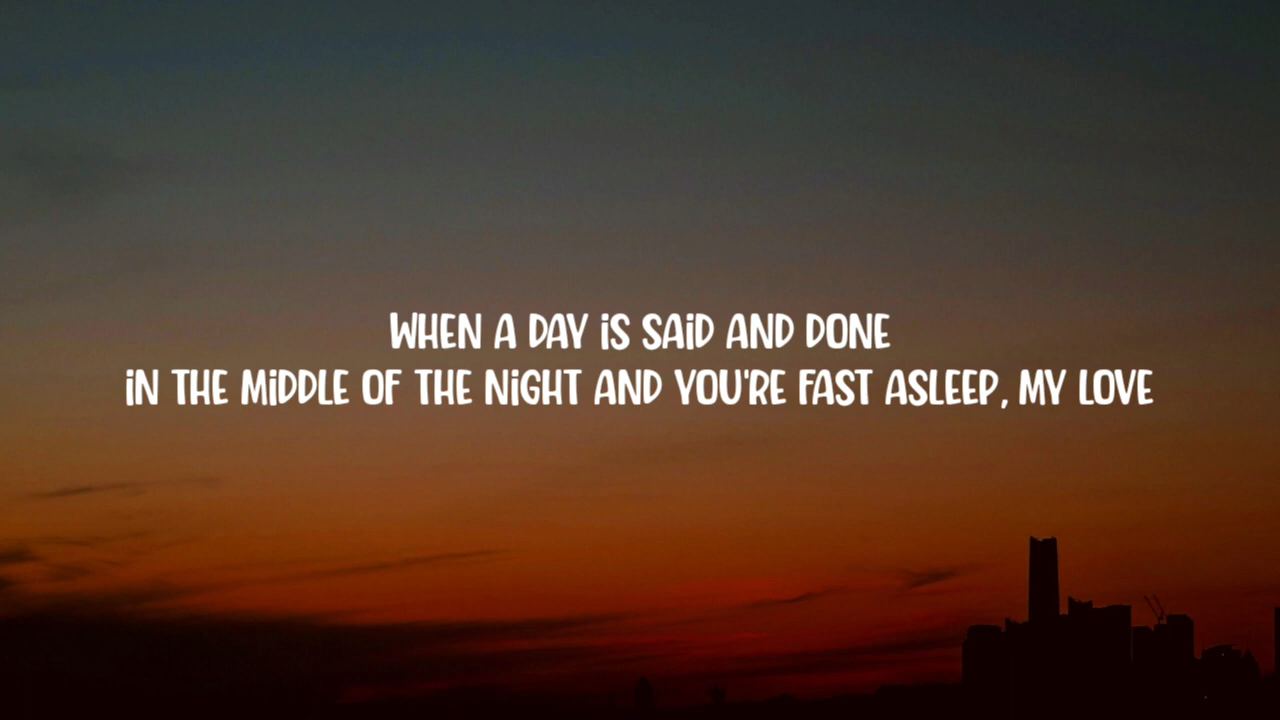 WHEN A DAY iS SAiD AND DONE
iN THE MiDDLE OF THE NiGHT AND YOU'RE FAST ASLEEP, MY LOVE